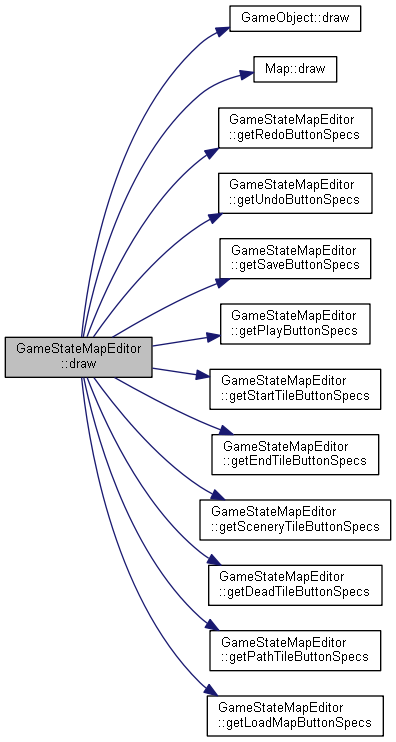 GameObject::draw
Map::draw
GameStateMapEditor
::getRedoButtonSpecs
GameStateMapEditor
::getUndoButtonSpecs
GameStateMapEditor
::getSaveButtonSpecs
GameStateMapEditor
::getPlayButtonSpecs
GameStateMapEditor
::draw
GameStateMapEditor
::getStartTileButtonSpecs
GameStateMapEditor
::getEndTileButtonSpecs
GameStateMapEditor
::getSceneryTileButtonSpecs
GameStateMapEditor
::getDeadTileButtonSpecs
GameStateMapEditor
::getPathTileButtonSpecs
GameStateMapEditor
::getLoadMapButtonSpecs